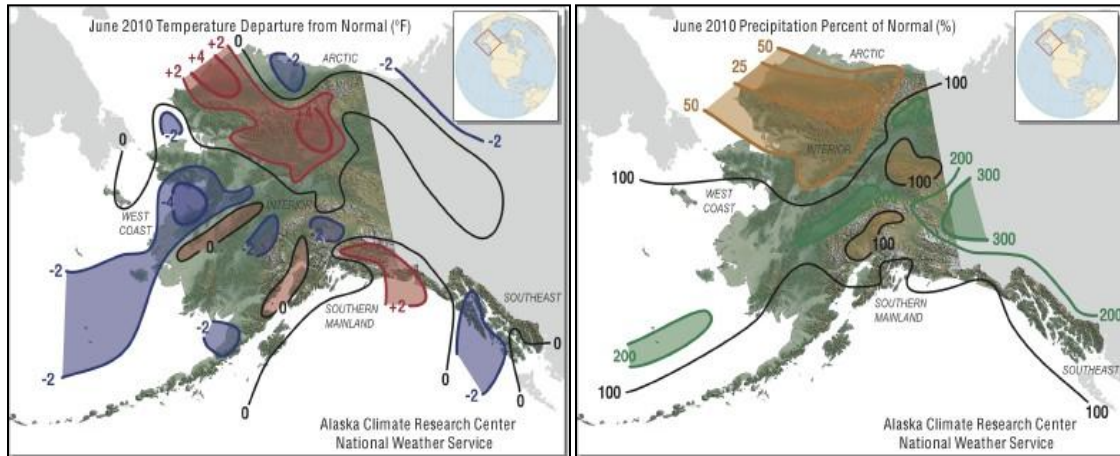 June 2010 Temperature Departure from Normal (°F)
0
+2
+4
+2
ARCTIC
-2
-2
0
-2
-4
WEST
COAST
INTERIOR
0
-2
-2
-2
0
+2
SOUTHERN
MAINLAND
SOUTHEAST
-2
-2
0
0
-2
0
0
Alaska Climate Research Center
National Weather Service
June 2010 Precipitation Percent of Normal (%)
50
25
50
ARCTIC
100
INTERIOR
100
100
200
300
WEST
COAST
100
300
SOUTHERN
MAINLAND
200
200
SOUTHEAST
100
100
Alaska Climate Research Center
National Weather Service